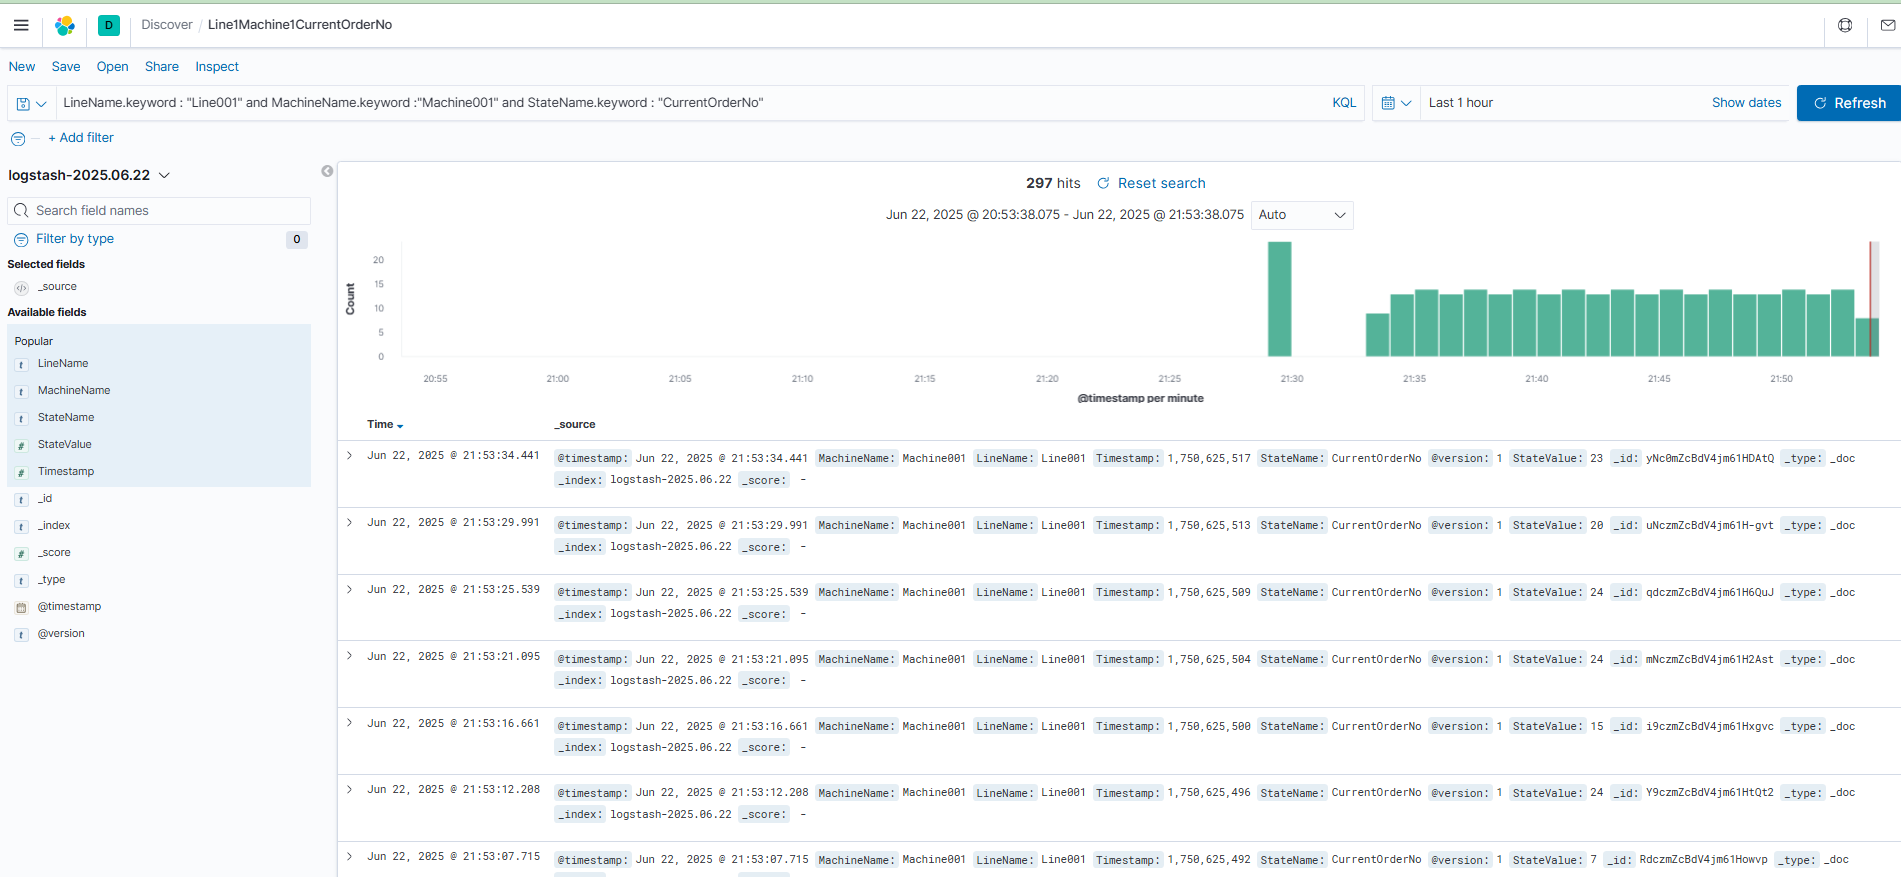 D Discover / Line1Machine1CurrentOrderNo
New Save Open Share Inspect
LineName.keyword : "Line001" and MachineName.keyword :"Machine001" and StateName.keyword : "CurrentOrderNo" KQL Last 1 hour Show dates Refresh
+ Add filter
logstash-2025.06.22
Search field names
Filter by type 0
Selected fields
_source
Available fields
Popular
t LineName
t MachineName
t StateName
# StateValue
# Timestamp
t _id
t _index
# _score
t _type
@timestamp
t @version
297 hits Reset search
Jun 22, 2025 @ 20:53:38.075 - Jun 22, 2025 @ 21:53:38.075 Auto
Count
20
15
10
5
0
20:55 21:00 21:05 21:10 21:15 21:20 21:25 21:30 21:35 21:40 21:45 21:50
@timestamp per minute
Time _source
Jun 22, 2025 @ 21:53:34.441 @timestamp: Jun 22, 2025 @ 21:53:34.441 MachineName: Machine001 LineName: Line001 Timestamp: 1,750,625,517 StateName: CurrentOrderNo @version: 1 StateValue: 23 _id: yNc0mZcBdV4jm61HDAtQ _type: _doc
_index: logstash-2025.06.22 _score: -
Jun 22, 2025 @ 21:53:29.991 @timestamp: Jun 22, 2025 @ 21:53:29.991 MachineName: Machine001 LineName: Line001 Timestamp: 1,750,625,513 StateName: CurrentOrderNo @version: 1 StateValue: 20 _id: uNczmZcBdV4jm61H-gvt _type: _doc
_index: logstash-2025.06.22 _score: -
Jun 22, 2025 @ 21:53:25.539 @timestamp: Jun 22, 2025 @ 21:53:25.539 MachineName: Machine001 LineName: Line001 Timestamp: 1,750,625,509 StateName: CurrentOrderNo @version: 1 StateValue: 24 _id: qdczmZcBdV4jm61H6QuJ _type: _doc
_index: logstash-2025.06.22 _score: -
Jun 22, 2025 @ 21:53:21.095 @timestamp: Jun 22, 2025 @ 21:53:21.095 MachineName: Machine001 LineName: Line001 Timestamp: 1,750,625,504 StateName: CurrentOrderNo @version: 1 StateValue: 24 _id: mNczmZcBdV4jm61H2Ast _type: _doc
_index: logstash-2025.06.22 _score: -
Jun 22, 2025 @ 21:53:16.661 @timestamp: Jun 22, 2025 @ 21:53:16.661 MachineName: Machine001 LineName: Line001 Timestamp: 1,750,625,500 StateName: CurrentOrderNo @version: 1 StateValue: 15 _id: i9czmZcBdV4jm61Hxgvc _type: _doc
_index: logstash-2025.06.22 _score: -
Jun 22, 2025 @ 21:53:12.208 @timestamp: Jun 22, 2025 @ 21:53:12.208 MachineName: Machine001 LineName: Line001 Timestamp: 1,750,625,496 StateName: CurrentOrderNo @version: 1 StateValue: 24 _id: Y9czmZcBdV4jm61HtQt2 _type: _doc
_index: logstash-2025.06.22 _score: -
Jun 22, 2025 @ 21:53:07.715 @timestamp: Jun 22, 2025 @ 21:53:07.715 MachineName: Machine001 LineName: Line001 Timestamp: 1,750,625,492 StateName: CurrentOrderNo @version: 1 StateValue: 7 _id: RdczmZcBdV4jm61Howvp _type: _doc